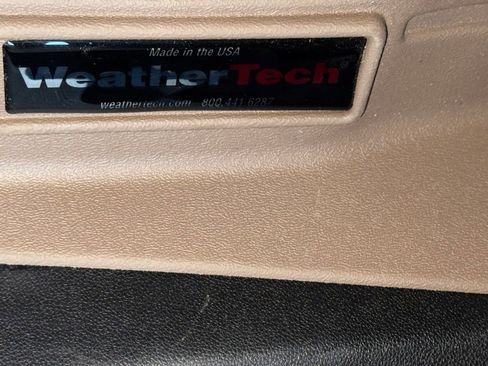 Made in the USA
WeatherTech®
weathertech.com 800.441.6287